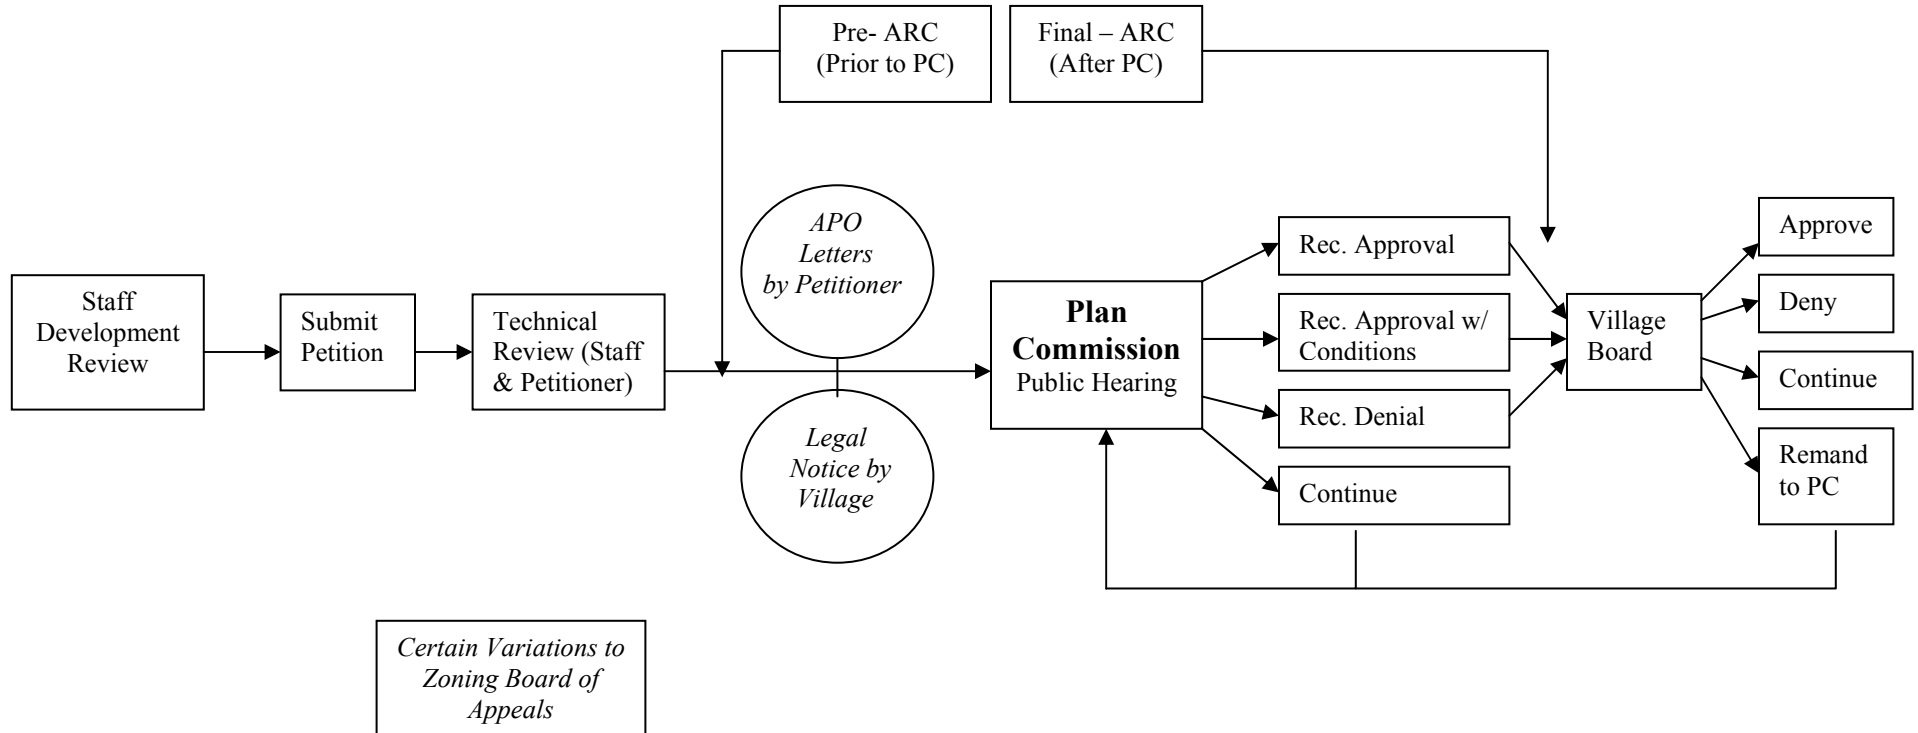 Pre- ARC
(Prior to PC)
Final – ARC
(After PC)
APO
Letters
by Petitioner
Staff
Development
Review
Submit
Petition
Technical
Review (Staff
& Petitioner)
Legal
Notice by
Village
Plan
Commission
Public Hearing
Rec. Approval
Rec. Approval w/
Conditions
Rec. Denial
Continue
Village
Board
Approve
Deny
Continue
Remand
to PC
Certain Variations to
Zoning Board of
Appeals